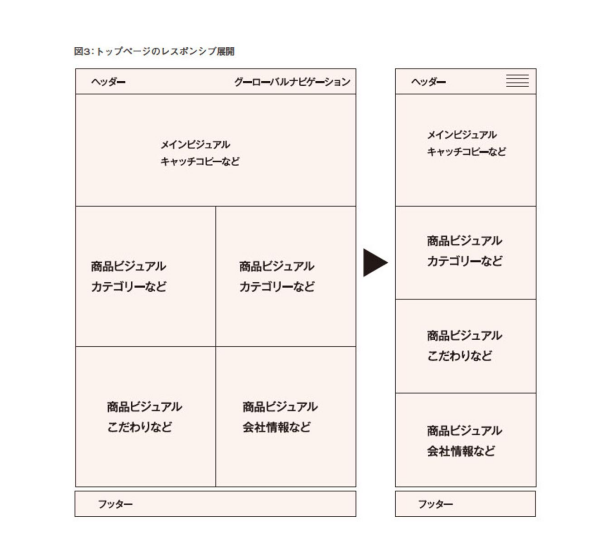 図3：トップページのレスポンシブ展開
ヘッダー
グーローバルナビゲーション
メインビジュアル
キャッチコピーなど
商品ビジュアル
カテゴリーなど
商品ビジュアル
カテゴリーなど
商品ビジュアル
こだわりなど
商品ビジュアル
会社情報など
フッター
ヘッダー
メインビジュアル
キャッチコピーなど
商品ビジュアル
カテゴリーなど
商品ビジュアル
こだわりなど
商品ビジュアル
会社情報など
フッター